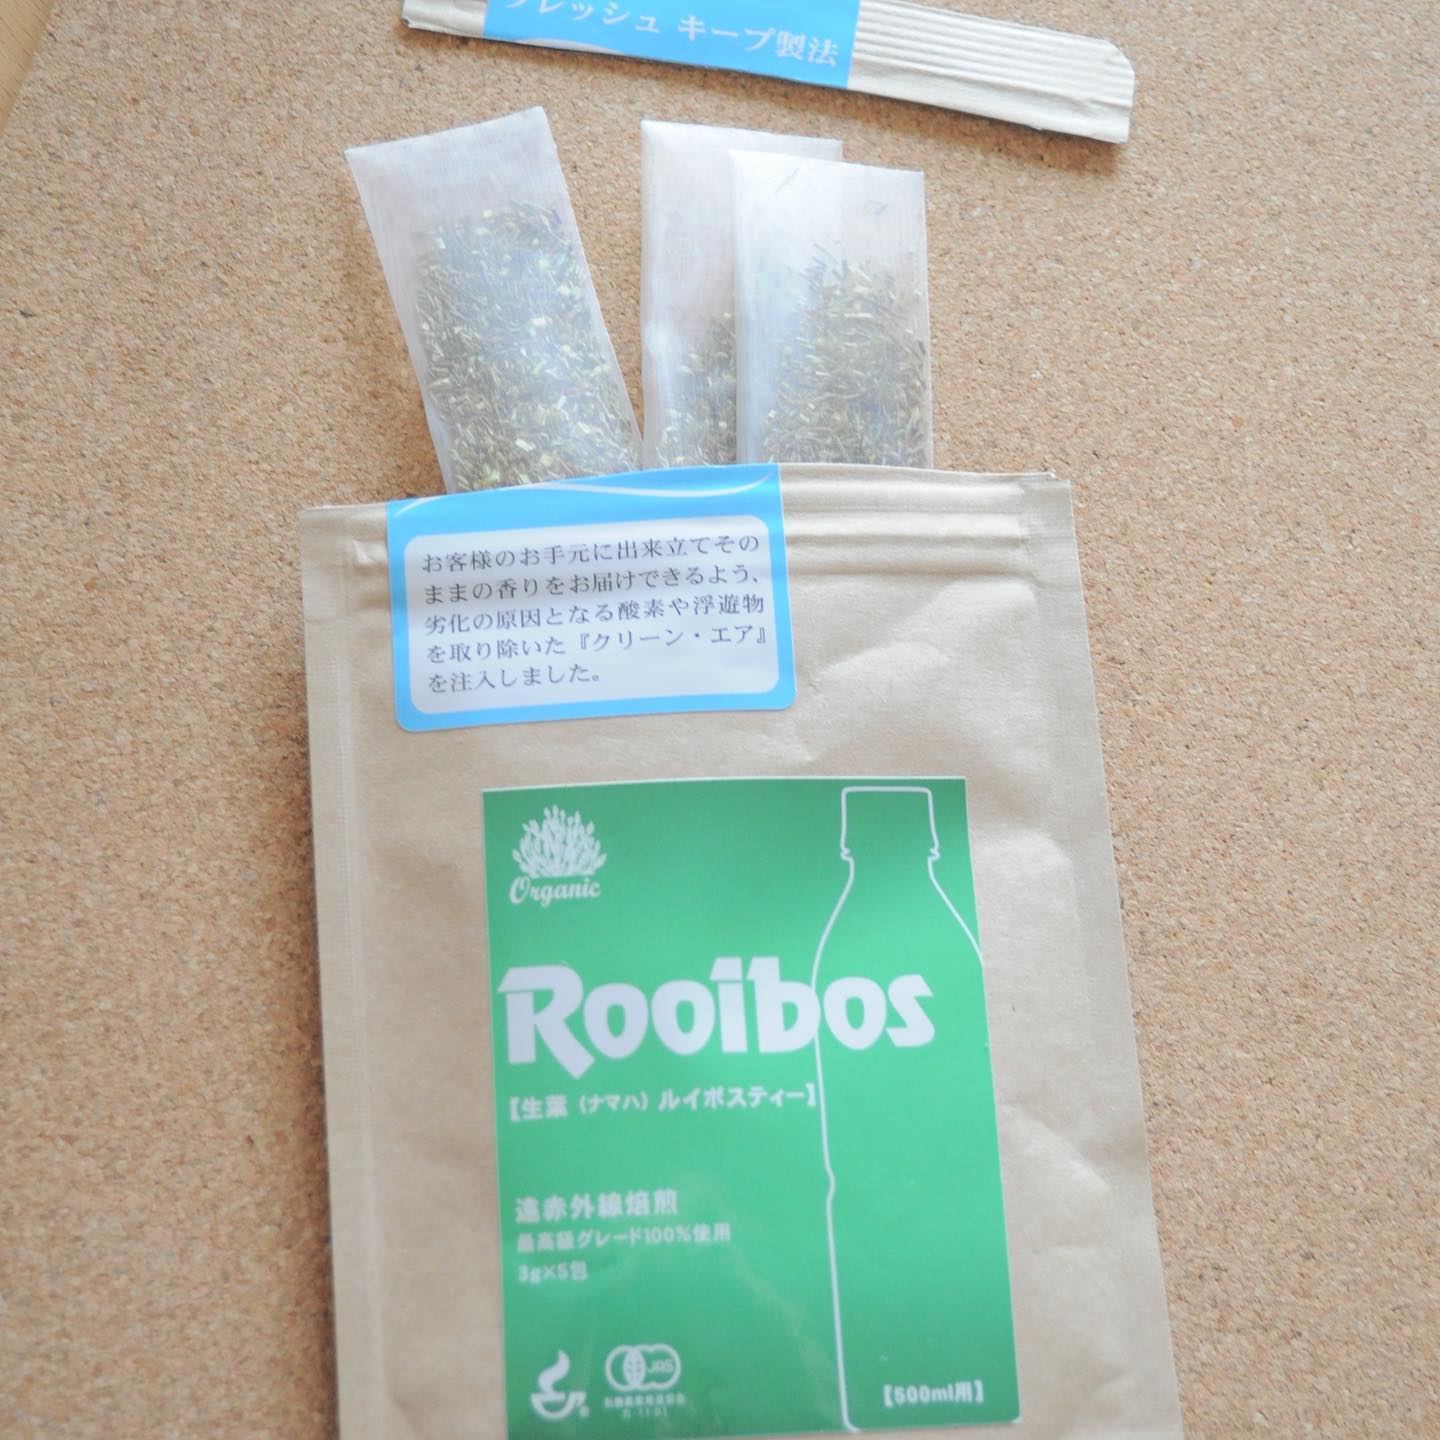 レッシュ キープ製法
お客様のお手元に出来立てその
ままの香りをお届けできるよう、
劣化の原因となる酸素や浮遊物
を取り除いた『クリーン・エア』
を注入しました。
Organic
Rooibos
【生葉（ナマハ）ルイボスティー】
遠赤外線焙煎
最高級グレード100%使用
3g×5包
JAS
【500ml用】